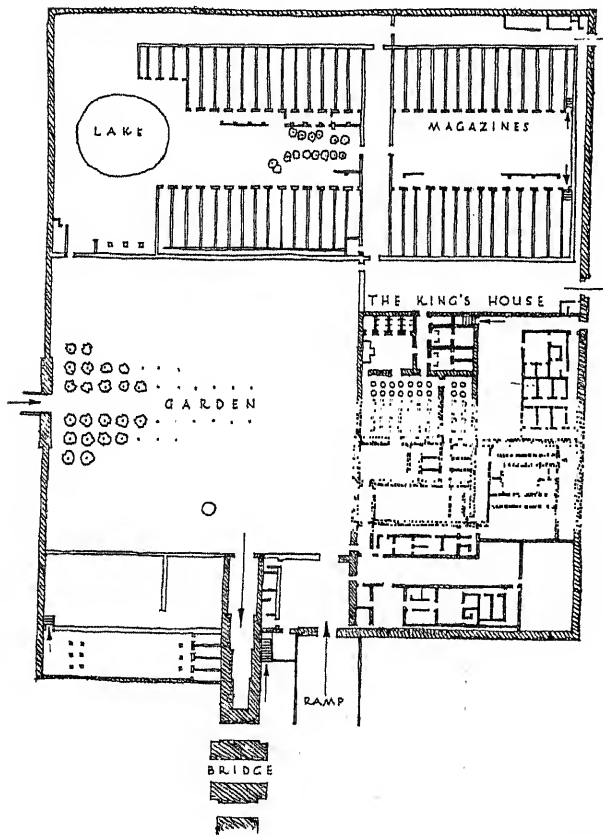 LAKE
MAGAZINES
THE KING'S HOUSE
GARDEN
RAMP
BRIDGE